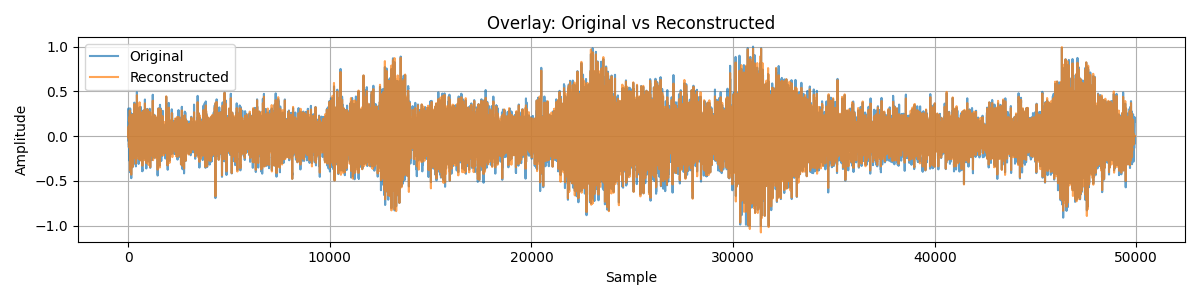 Overlay: Original vs Reconstructed
Original
Reconstructed
Amplitude
1.0
0.5
0.0
−0.5
−1.0
0
10000
20000
30000
40000
50000
Sample